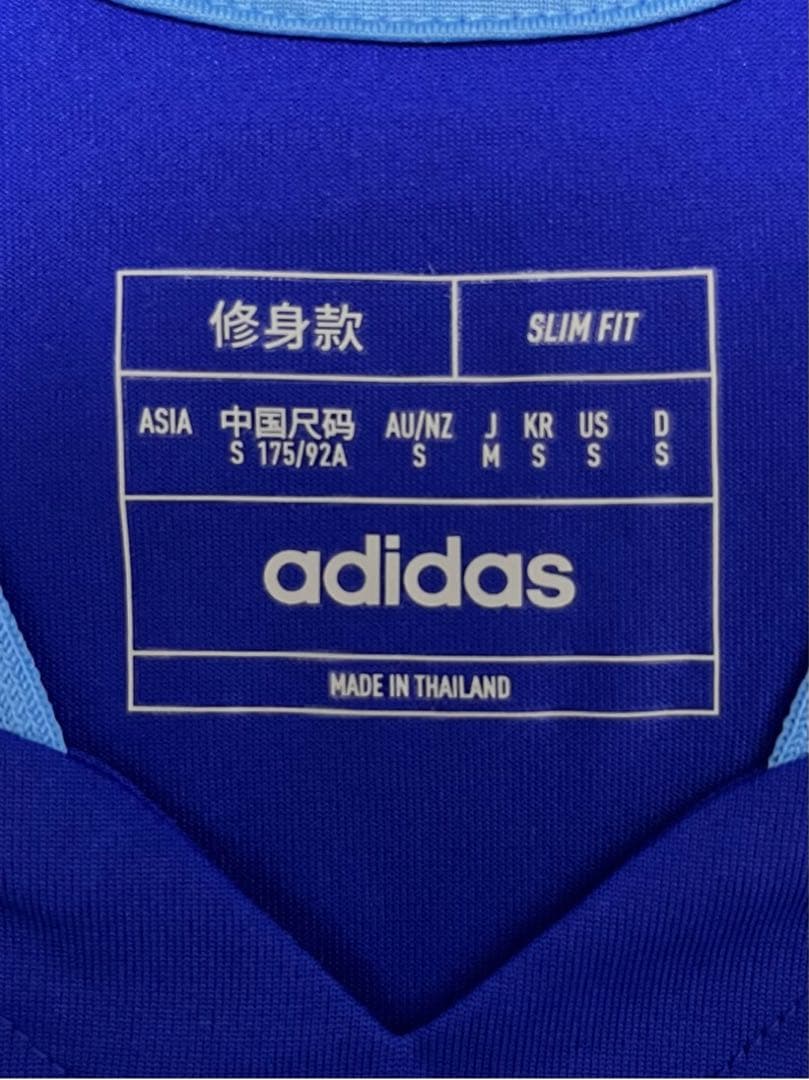 修身款 SLIM FIT
ASIA 中国尺码 AU/NZ J KR US D
S 175/92A S M S S S
adidas
MADE IN THAILAND